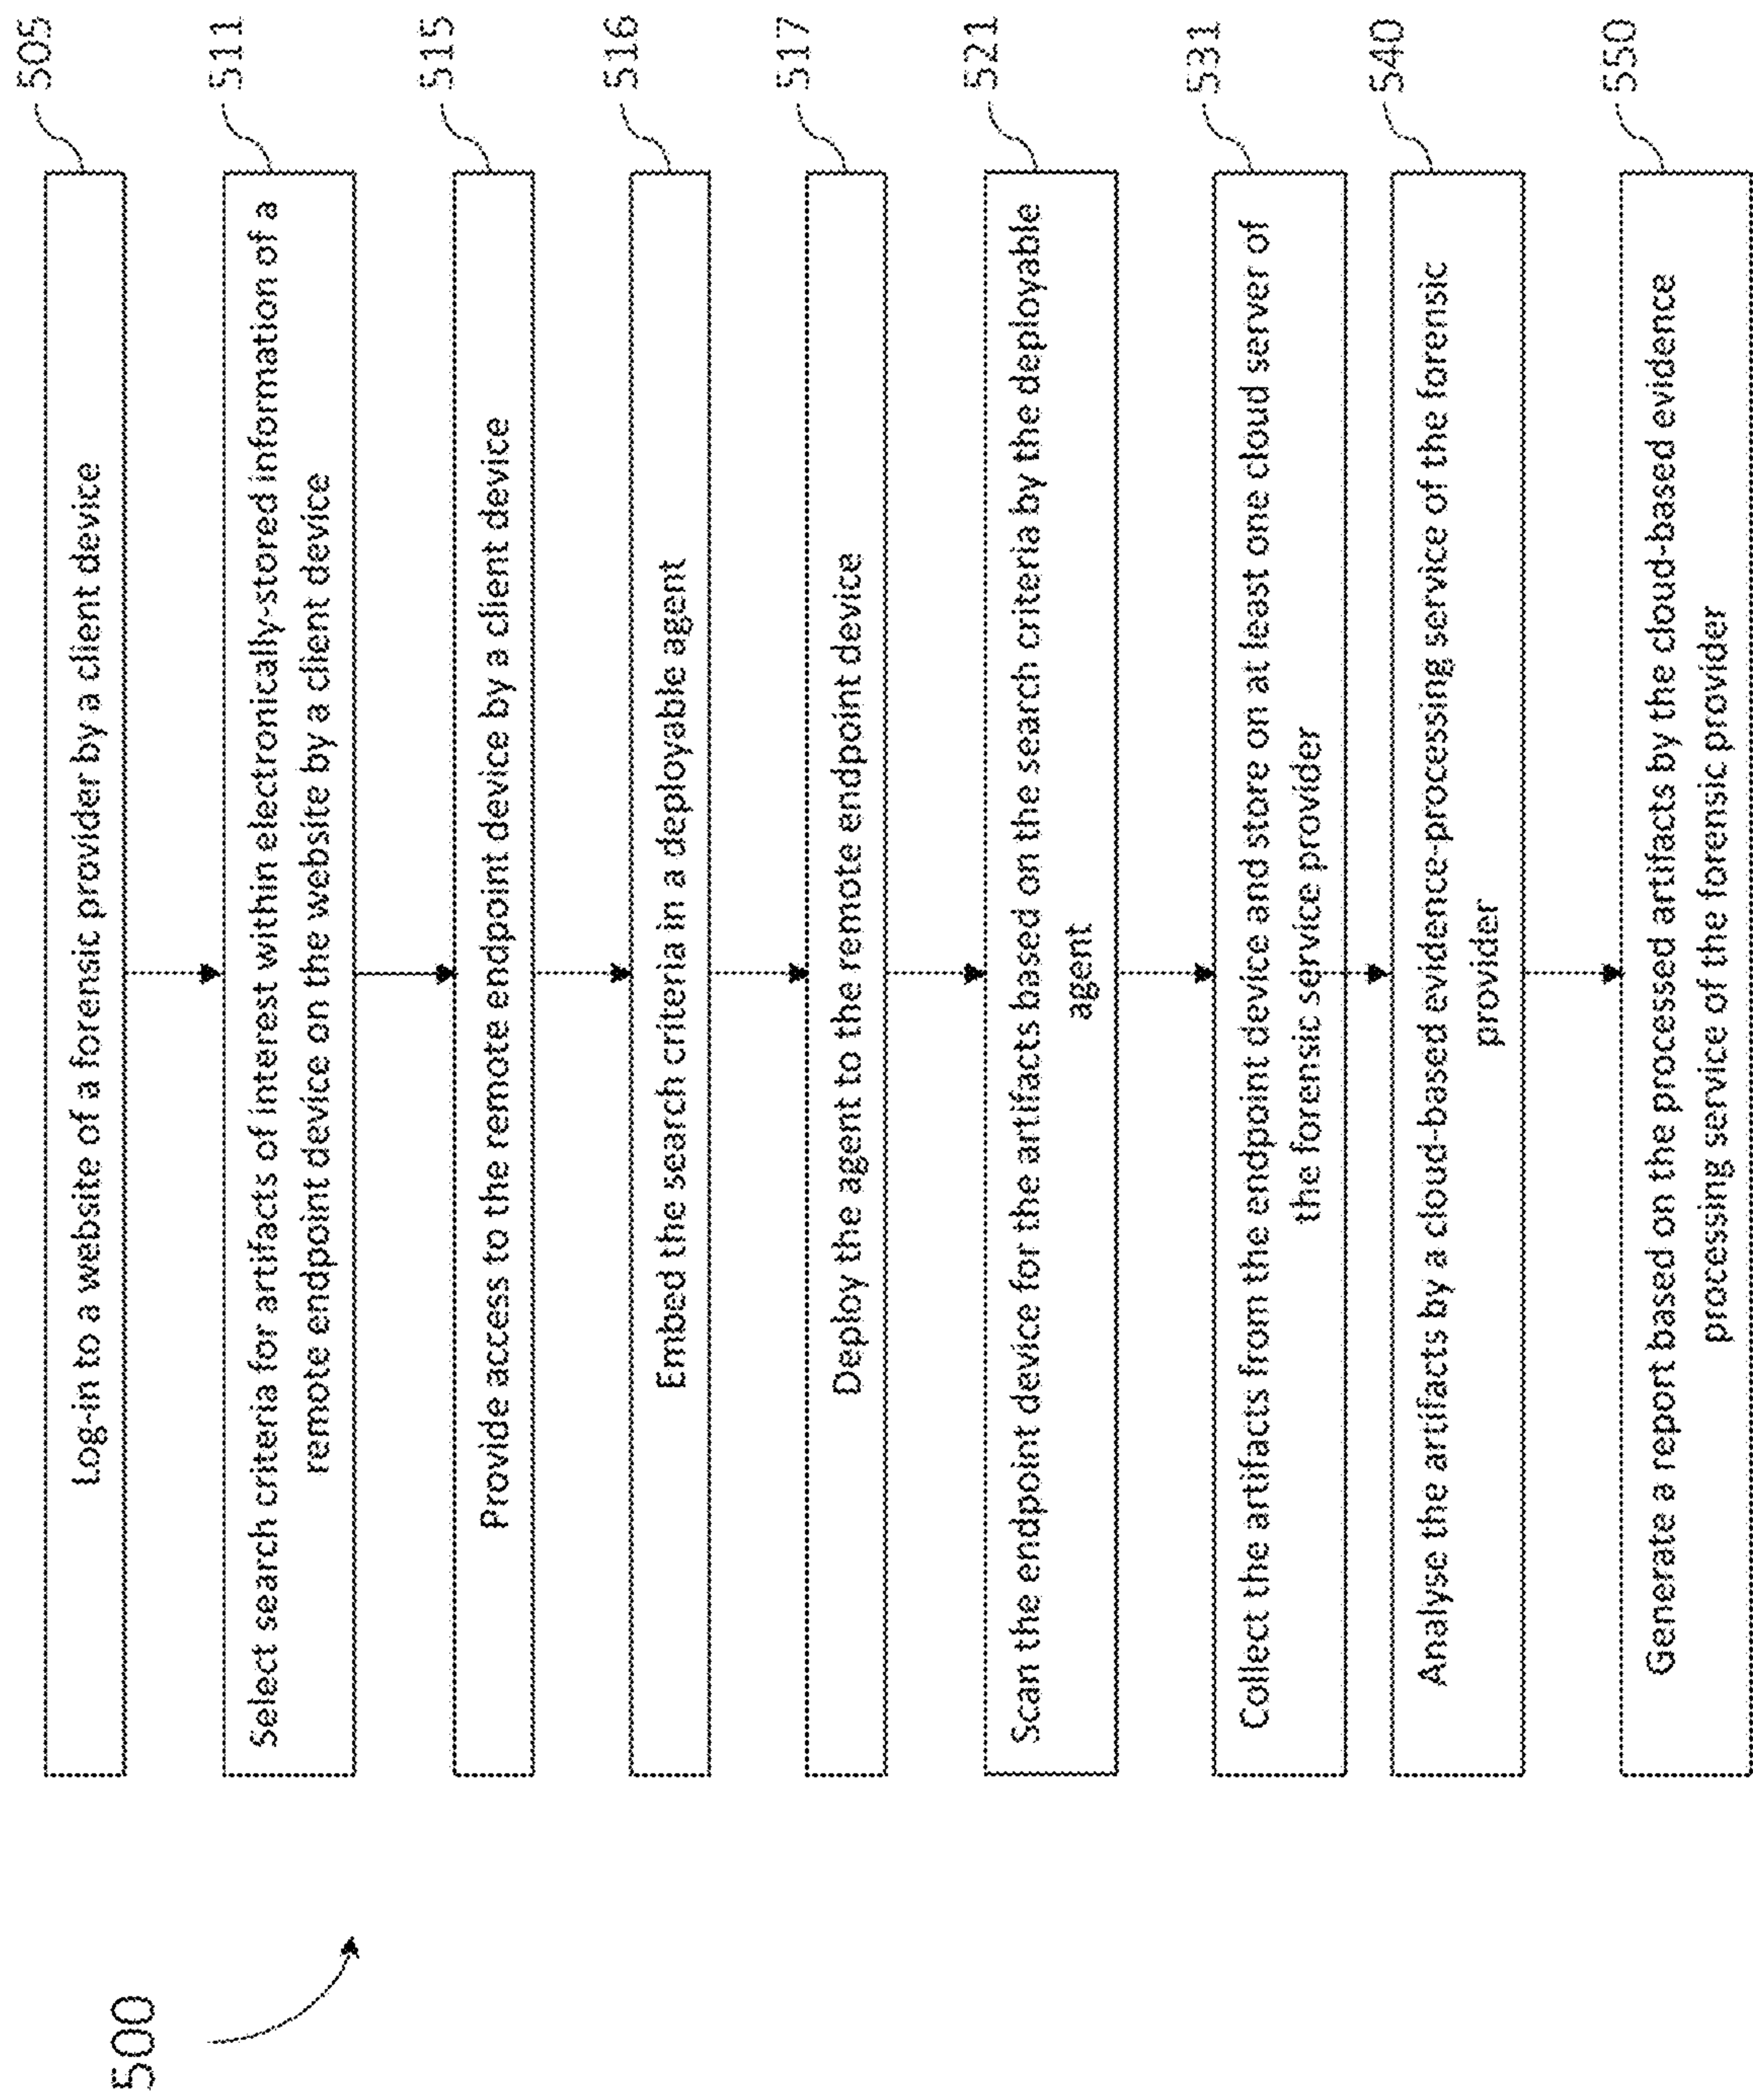 500
Log-in to a website of a forensic provider by a client device
505
Select search criteria for artifacts of interest within electronically-stored information of a
remote endpoint device on the website by a client device
511
Provide access to the remote endpoint device by a client device
515
Embed the search criteria in a deployable agent
516
Deploy the agent to the remote endpoint device
517
Scan the endpoint device for the artifacts based on the search criteria by the deployable
agent
521
Collect the artifacts from the endpoint device and store on at least one cloud server of
the forensic service provider
531
Analyse the artifacts by a cloud-based evidence-processing service of the forensic
provider
540
Generate a report based on the processed artifacts by the cloud-based evidence
processing service of the forensic provider
550